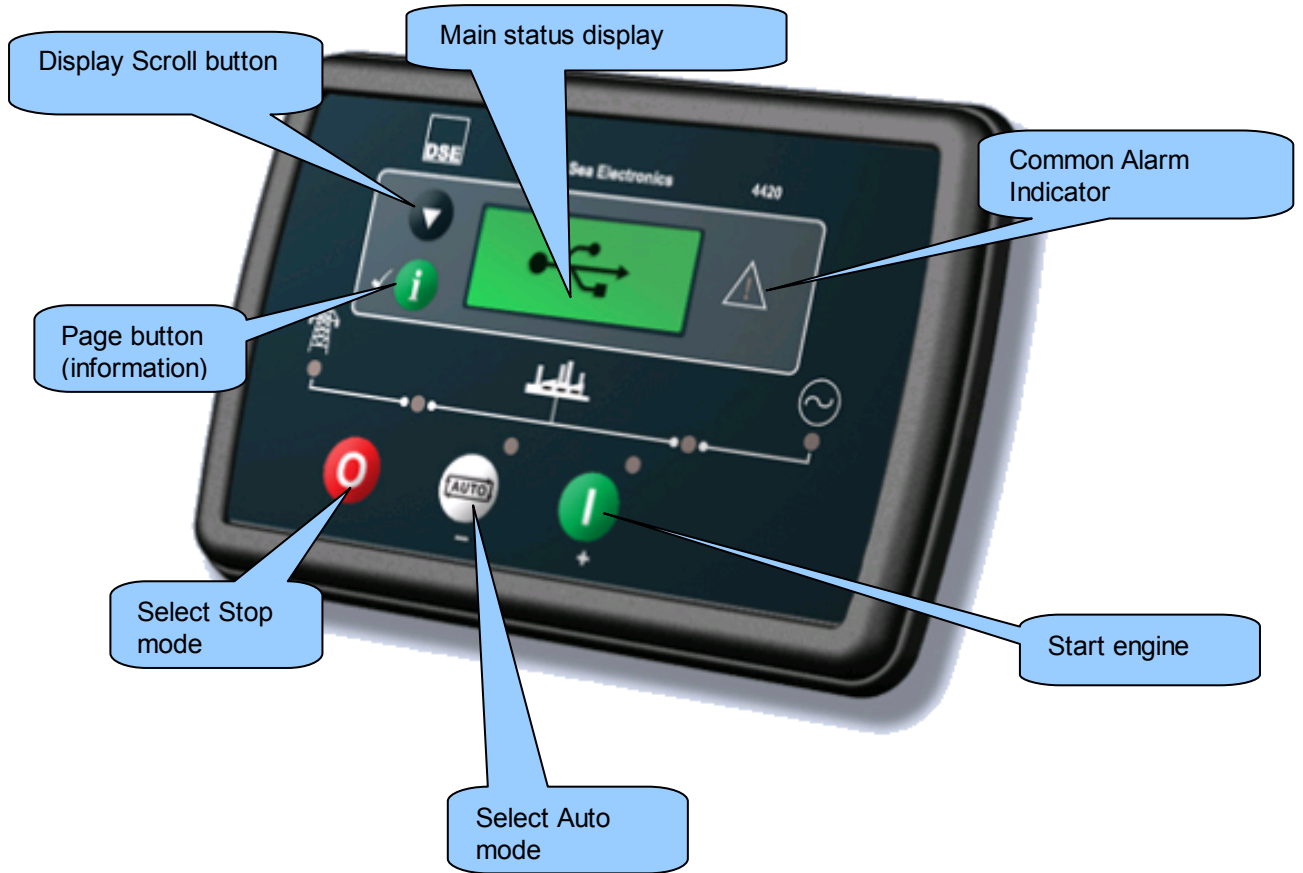 Main status display
Display Scroll button
Common Alarm
Indicator
DSE
Sea Electronics
4420
i
Page button
(information)
O
AUTO
I
-
+
Select Stop
mode
Start engine
Select Auto
mode